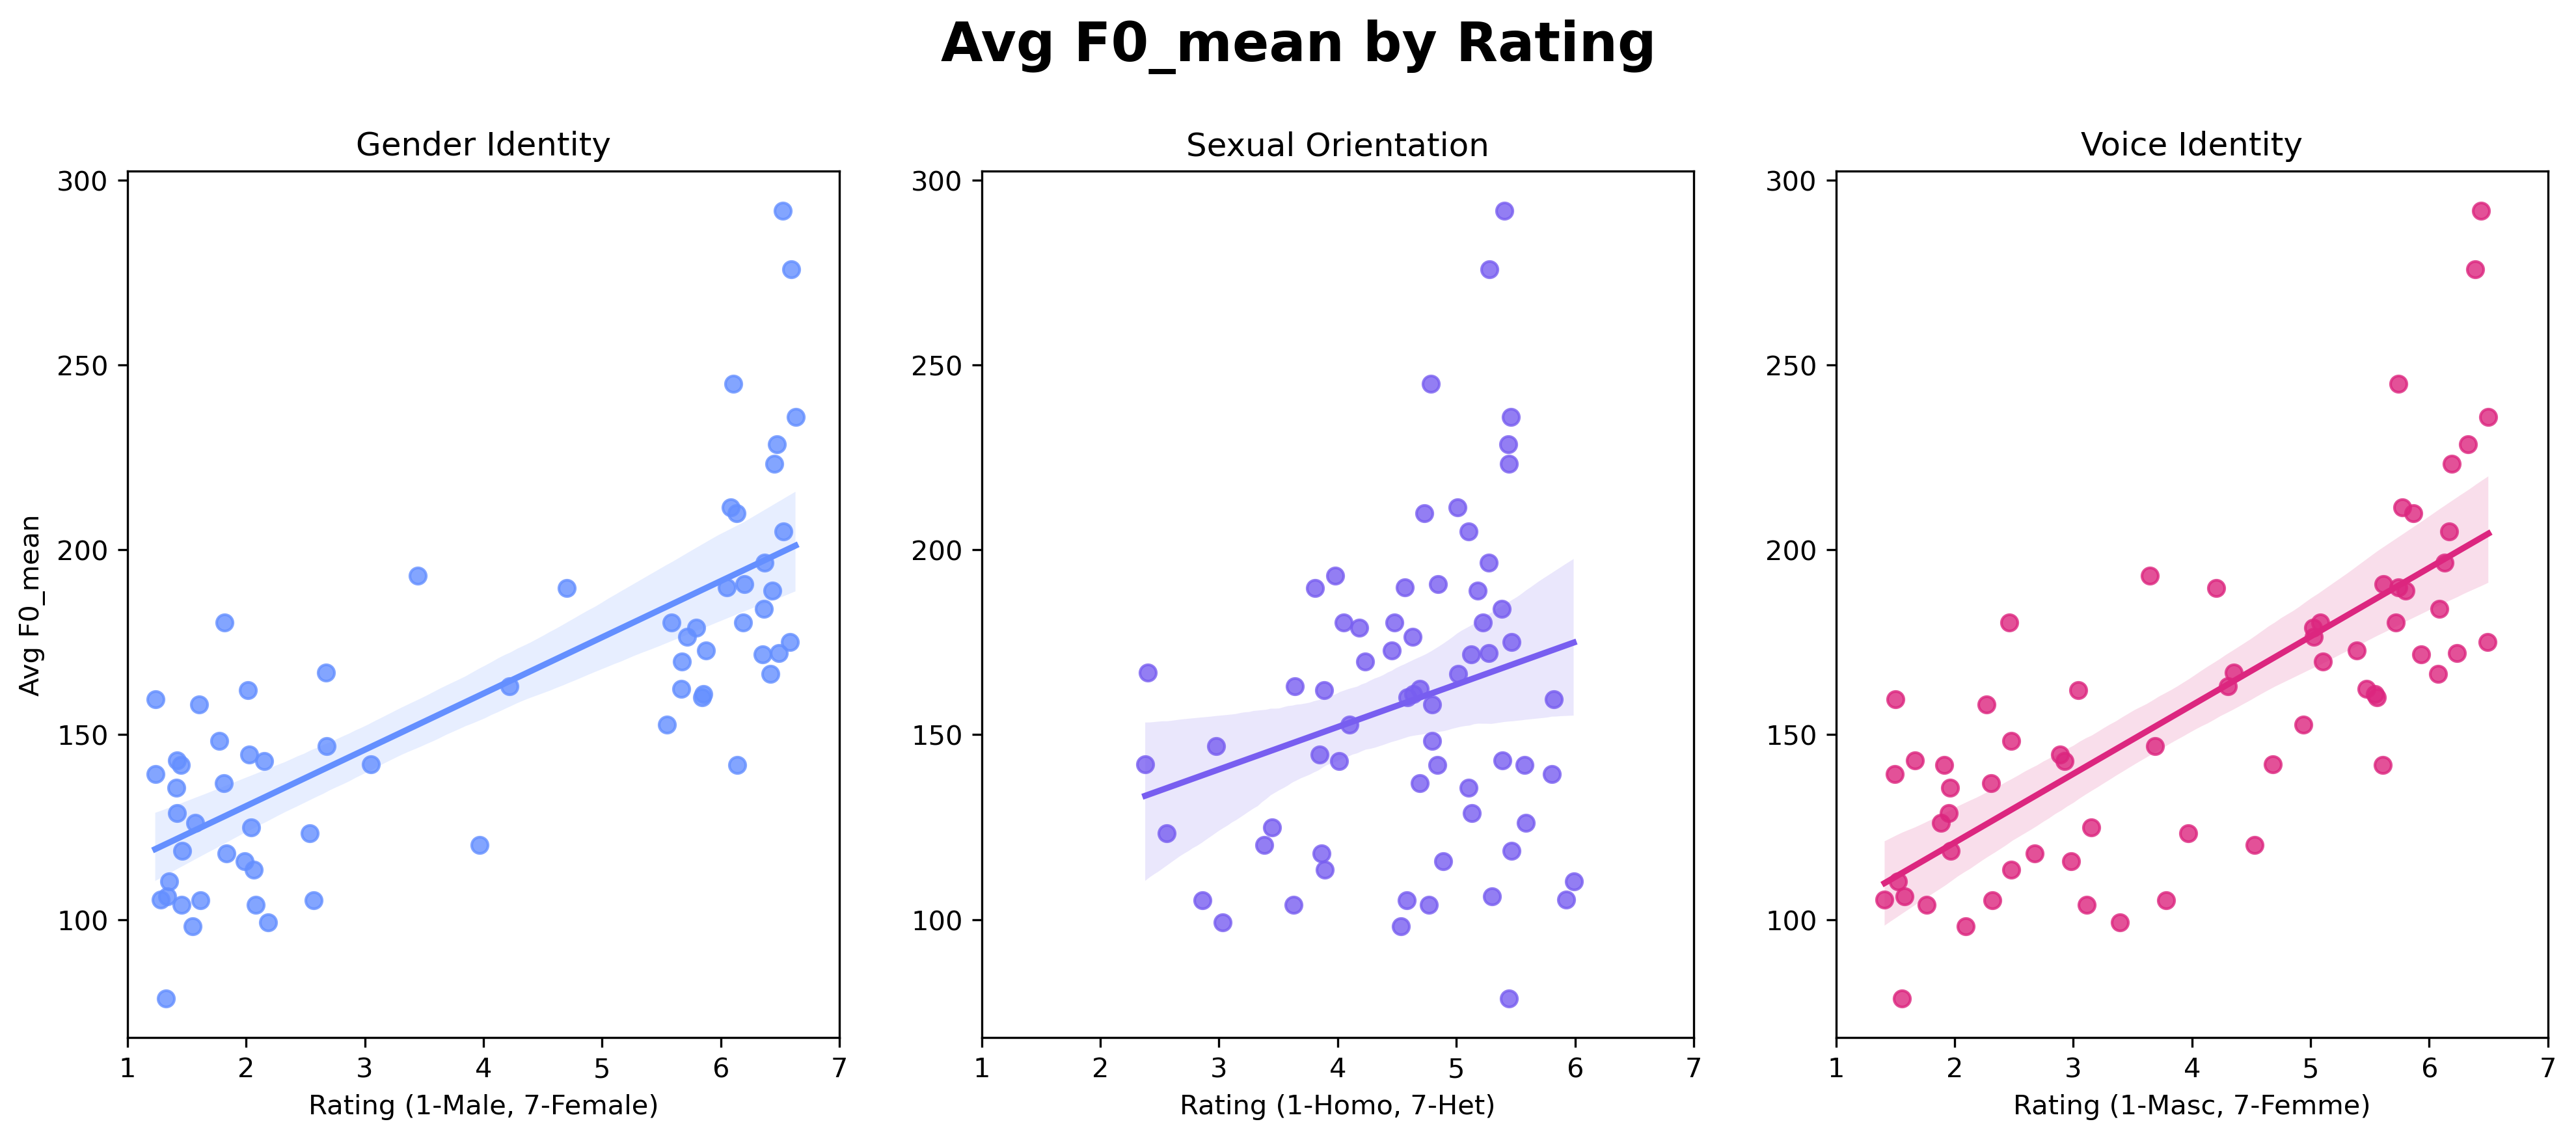 Avg F0_mean by Rating
Gender Identity
Sexual Orientation
Voice Identity
Avg F0_mean
300
250
200
150
100
300
250
200
150
100
300
250
200
150
100
1 2 3 4 5 6 7
1 2 3 4 5 6 7
1 2 3 4 5 6 7
Rating (1-Male, 7-Female)
Rating (1-Homo, 7-Het)
Rating (1-Masc, 7-Femme)